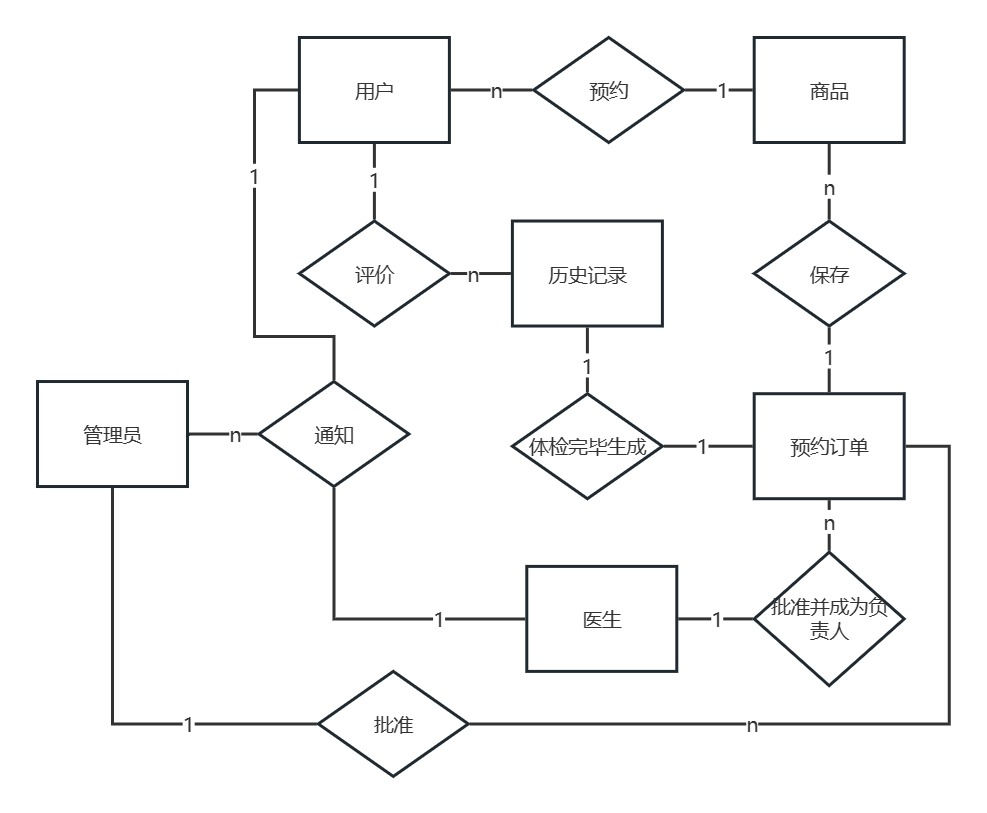 用户
n
预约
1
商品
1
1
n
评价
n
历史记录
保存
1
1
管理员
n
通知
体检完毕生成
1
预约订单
n
1
医生
1
批准并成为负
责人
1
批准
n